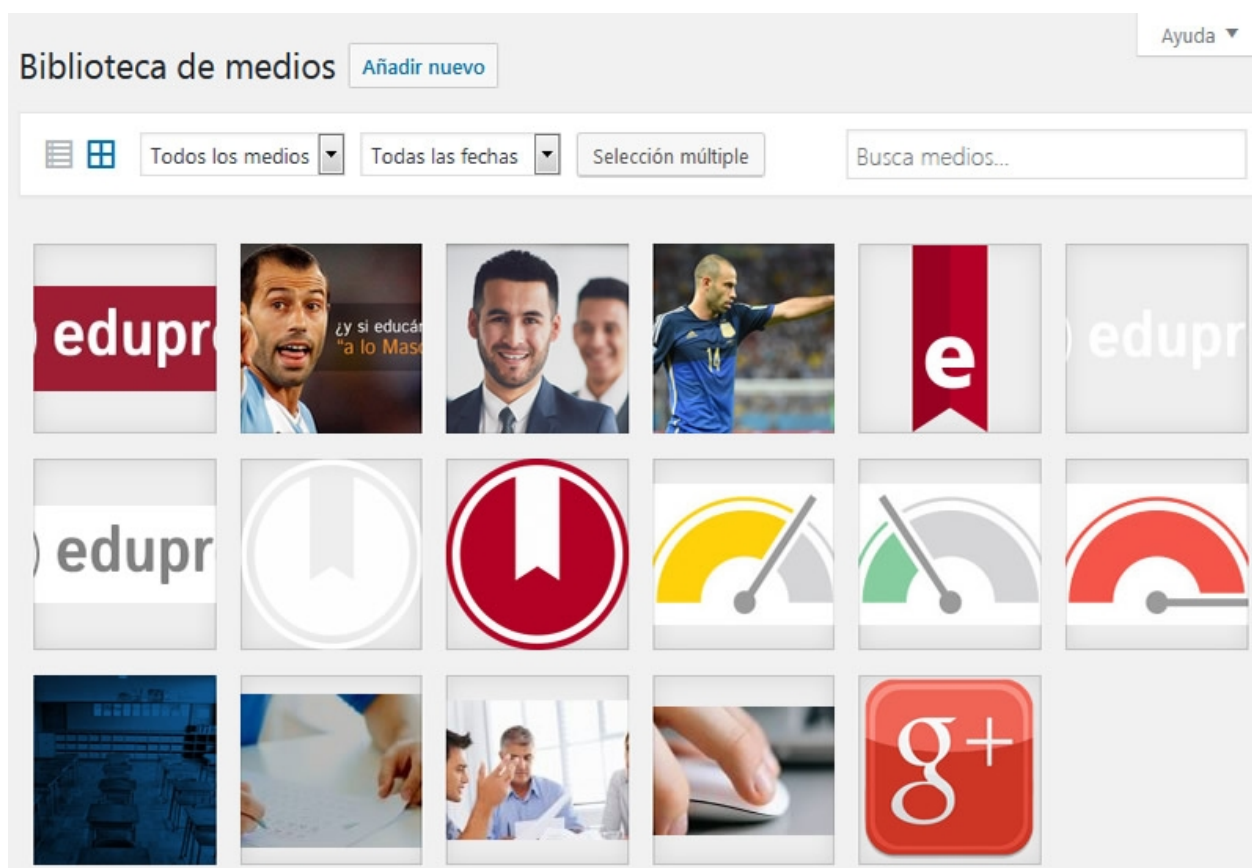 Ayuda
Biblioteca de medios
Añadir nuevo
Todos los medios
Todas las fechas
Selección múltiple
Busca medios...
edupr
¿y si educár
"a lo Mas
14
e
edupr
edupr
g+